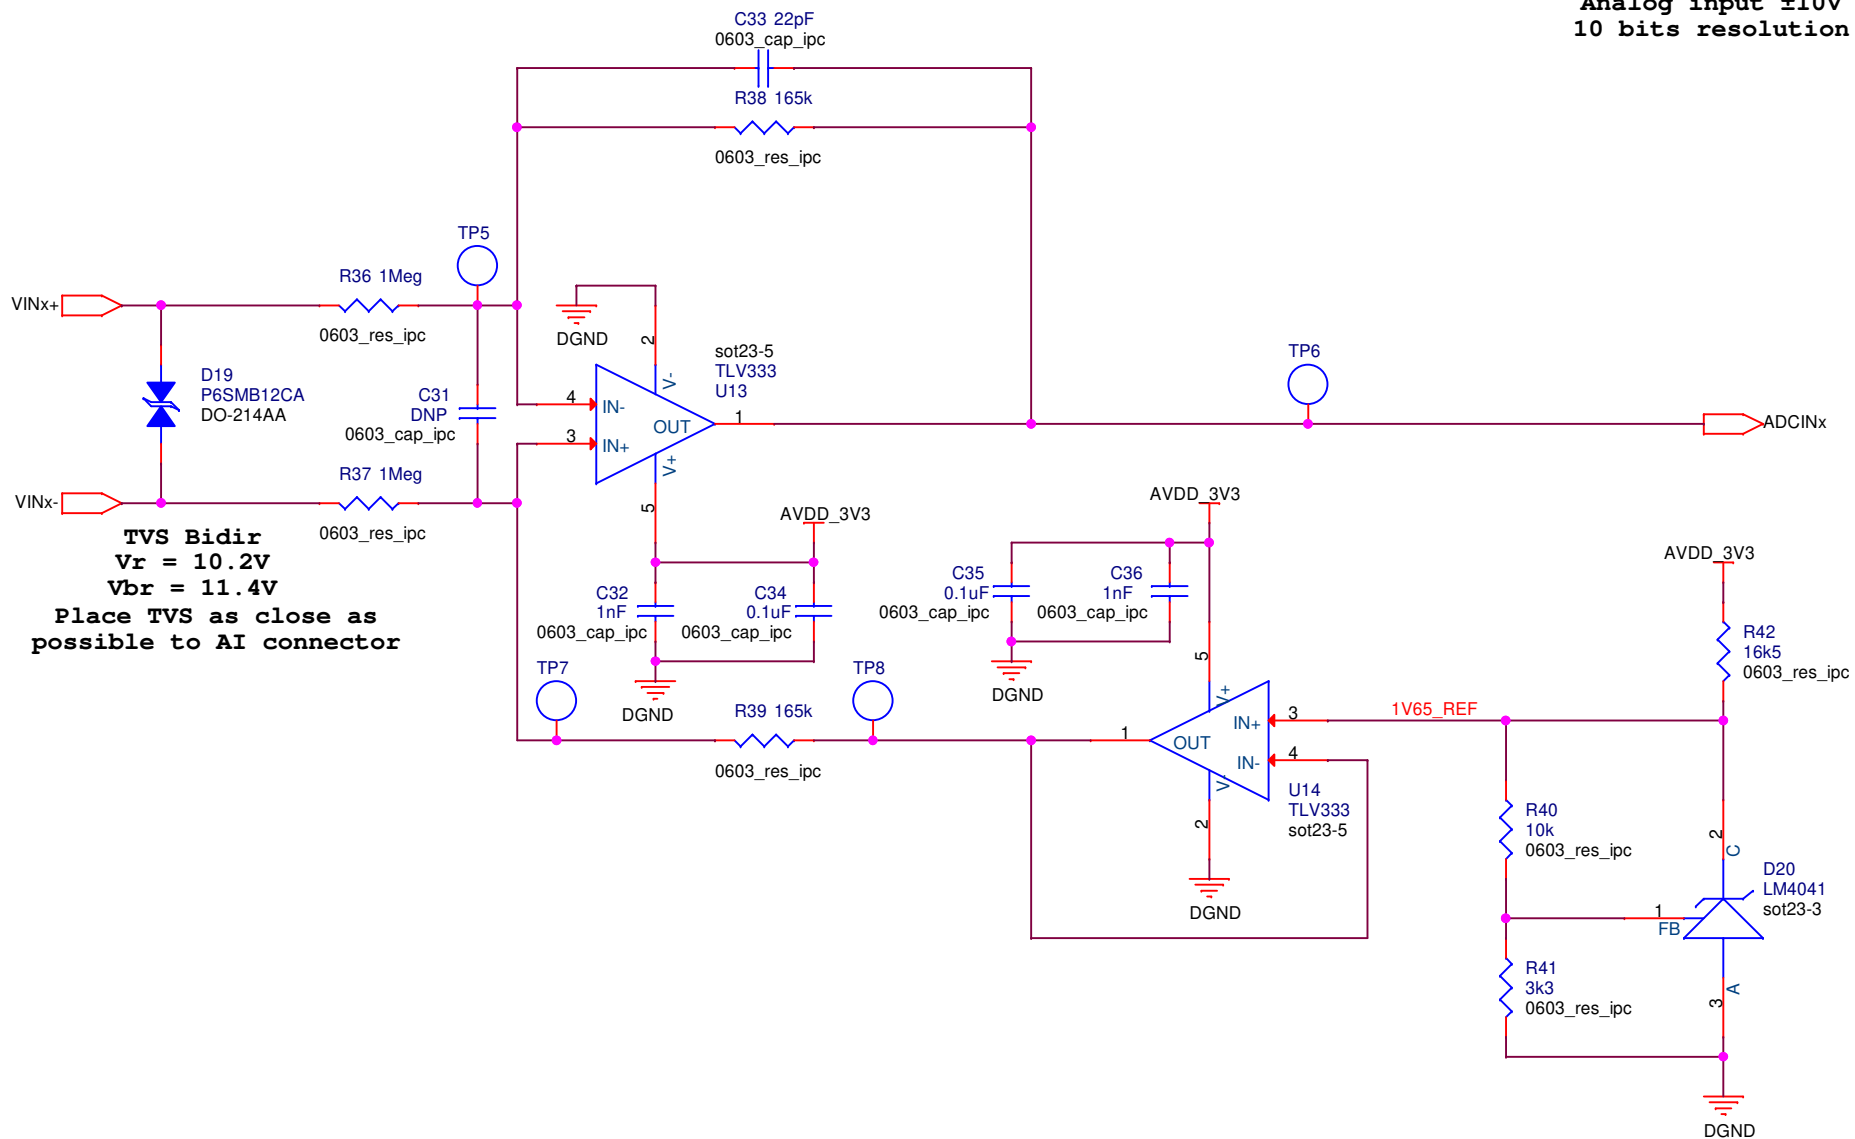 C33 22pF
0603_cap_ipc
Analog input ±10V
10 bits resolution
R38 165k
0603_res_ipc
TP5
R36 1Meg
VINx+
0603_res_ipc
DGND
2
V-
sot23-5
TLV333
U13
TP6
D19
P6SMB12CA
DO-214AA
C31
DNP
0603_cap_ipc
4
IN-
3
IN+
OUT
1
V+
5
ADCINx
R37 1Meg
VINx-
0603_res_ipc
TVS Bidir
Vr = 10.2V
Vbr = 11.4V
Place TVS as close as
possible to AI connector
AVDD_3V3
C32
1nF
0603_cap_ipc
C34
0.1uF
0603_cap_ipc
DGND
AVDD_3V3
C35
0.1uF
0603_cap_ipc
C36
1nF
0603_cap_ipc
DGND
AVDD_3V3
R42
16k5
0603_res_ipc
TP7
TP8
R39 165k
0603_res_ipc
5
V+
1
OUT
IN+
3
IN-
4
V-
2
U14
TLV333
sot23-5
DGND
1V65_REF
R40
10k
0603_res_ipc
2
C
D20
LM4041
sot23-3
1
FB
R41
3k3
0603_res_ipc
3
A
DGND